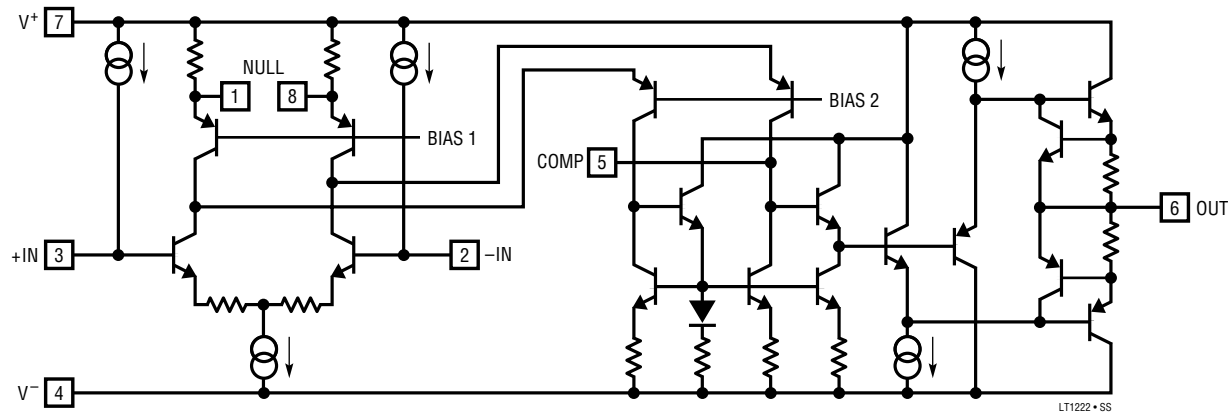 V+ 7
NULL
1 8
BIAS 1
BIAS 2
COMP 5
6 OUT
+IN 3
2 –IN
V– 4
LT1222 • SS